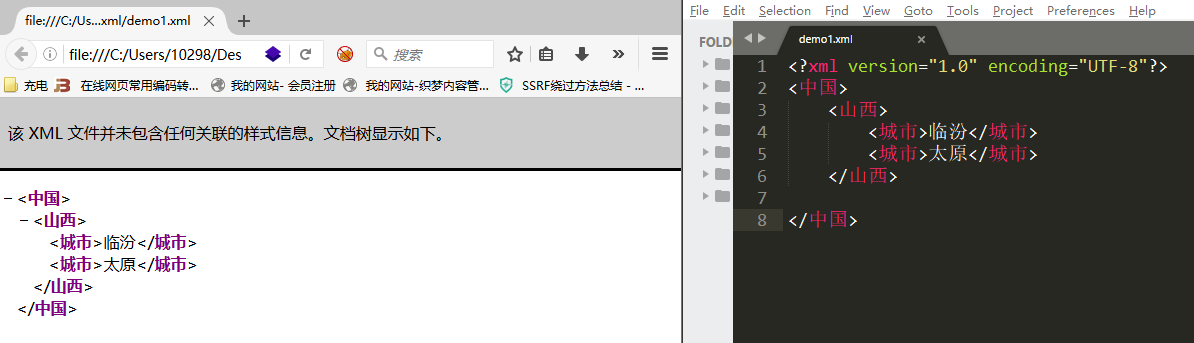 file:///C:/Us...xml/demo1.xml
file:///C:/Users/10298/Des
搜索
充电 在线网页常用编码转... 我的网站- 会员注册 我的网站-织梦内容管... SSRF绕过方法总结 - ...
该 XML 文件并未包含任何关联的样式信息。文档树显示如下。
− <中国>
− <山西>
<城市>临汾</城市>
<城市>太原</城市>
</山西>
</中国>
File Edit Selection Find View Goto Tools Project Preferences Help
FOLD
demo1.xml
1 <?xml version="1.0" encoding="UTF-8"?>
2 <中国>
3 <山西>
4 <城市>临汾</城市>
5 <城市>太原</城市>
6 </山西>
7
8 </中国>